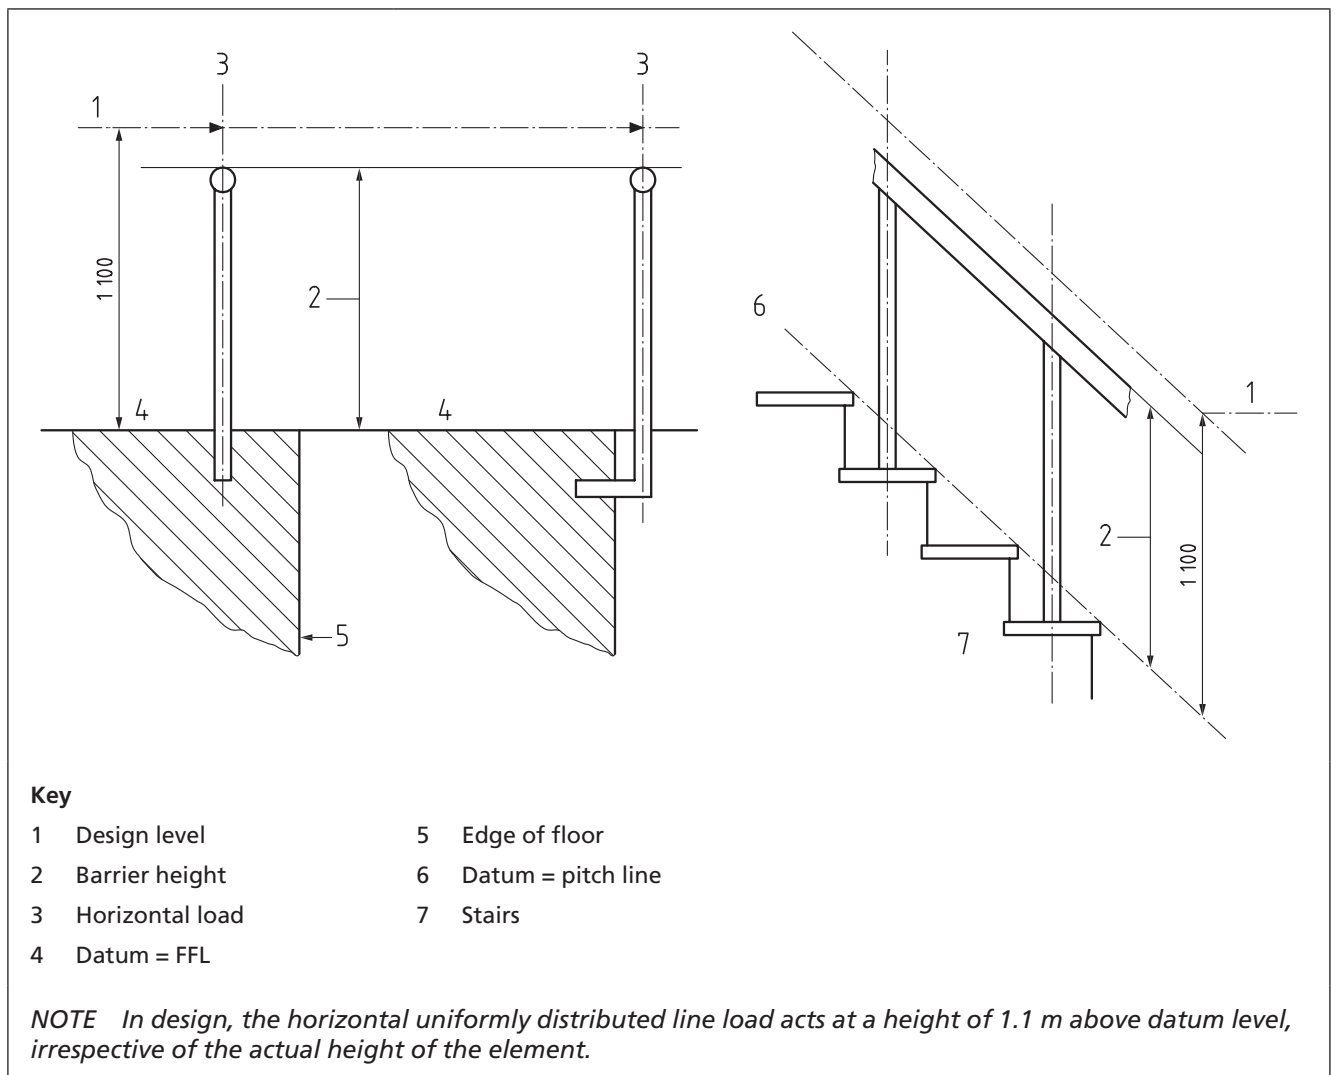 3
3
1
1 100
2
4
4
5
6
1
2
1 100
7
Key
1 Design level
2 Barrier height
3 Horizontal load
4 Datum = FFL
5 Edge of floor
6 Datum = pitch line
7 Stairs
NOTE In design, the horizontal uniformly distributed line load acts at a height of 1.1 m above datum level,
irrespective of the actual height of the element.